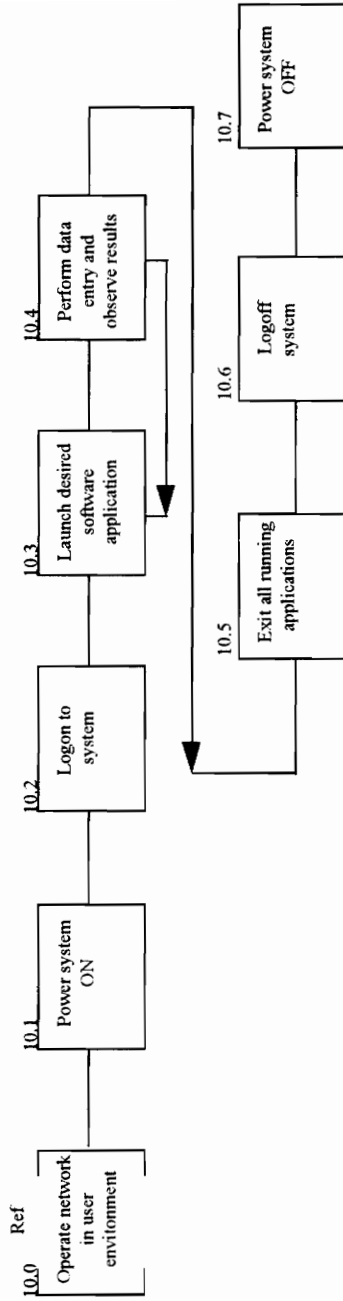 Ref
10.0
Operate network
in user
envitonment
10.1
Power system
ON
10.2
Logon to
system
10.3
Launch desired
software
application
10.4
Perform data
entry and
observe results
10.5
Exit all running
applications
10.6
Logoff
system
10.7
Power system
OFF